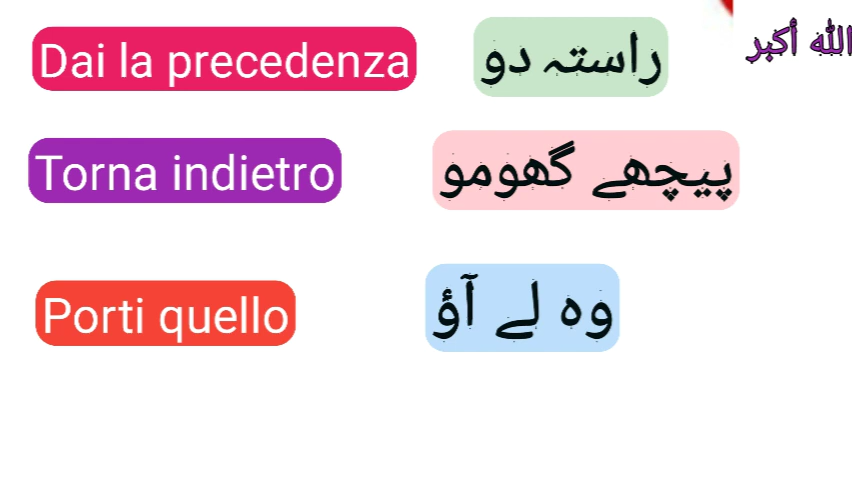 الله أكبر
Dai la precedenza راستہ دو
Torna indietro پیچھے گھومو
Porti quello وہ لے آؤ